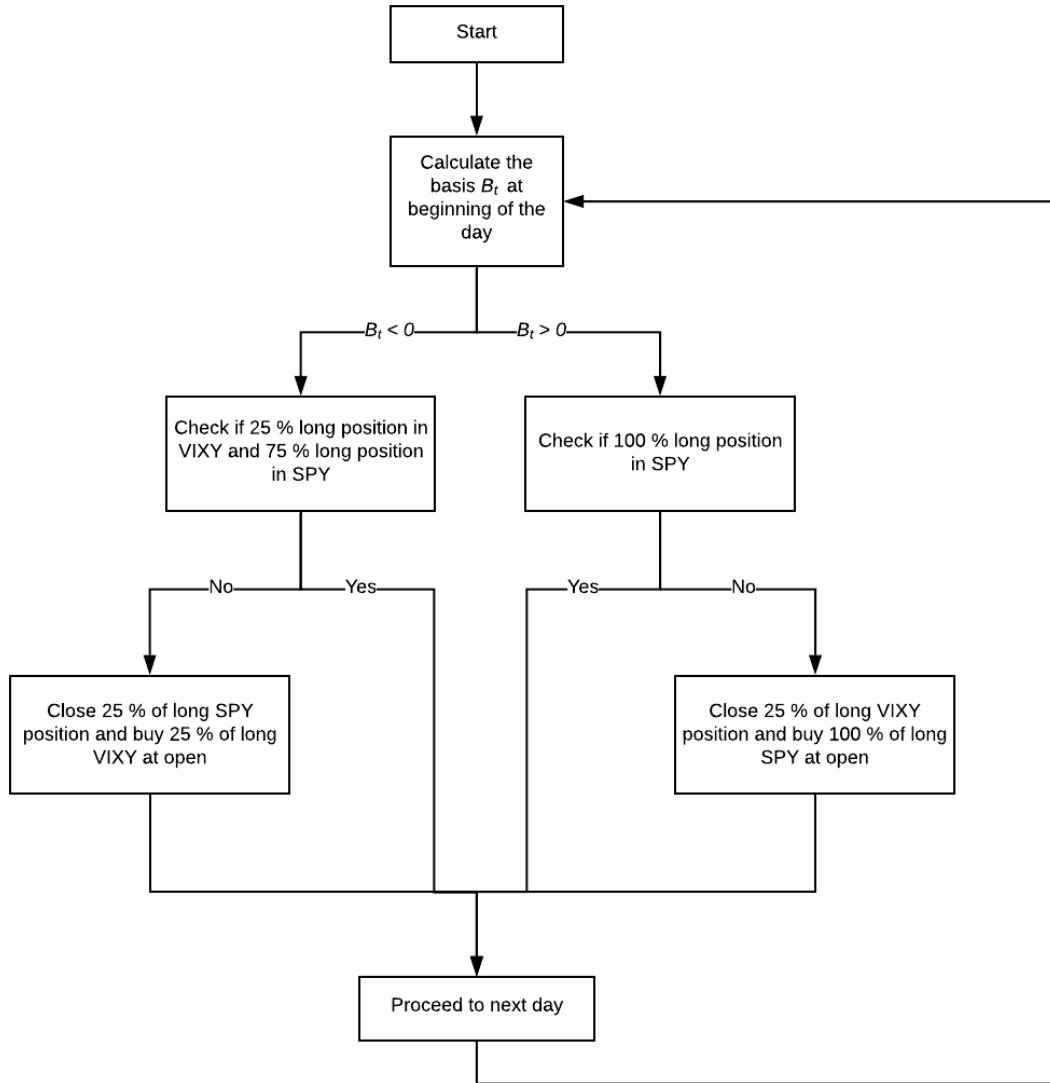 Start
Calculate the
basis Bt at
beginning of the
day
Bt < 0
Bt > 0
Check if 25 % long position in
VIXY and 75 % long position
in SPY
Check if 100 % long position
in SPY
No
Yes
Yes
No
Close 25 % of long SPY
position and buy 25 % of long
VIXY at open
Close 25 % of long VIXY
position and buy 100 % of long
SPY at open
Proceed to next day